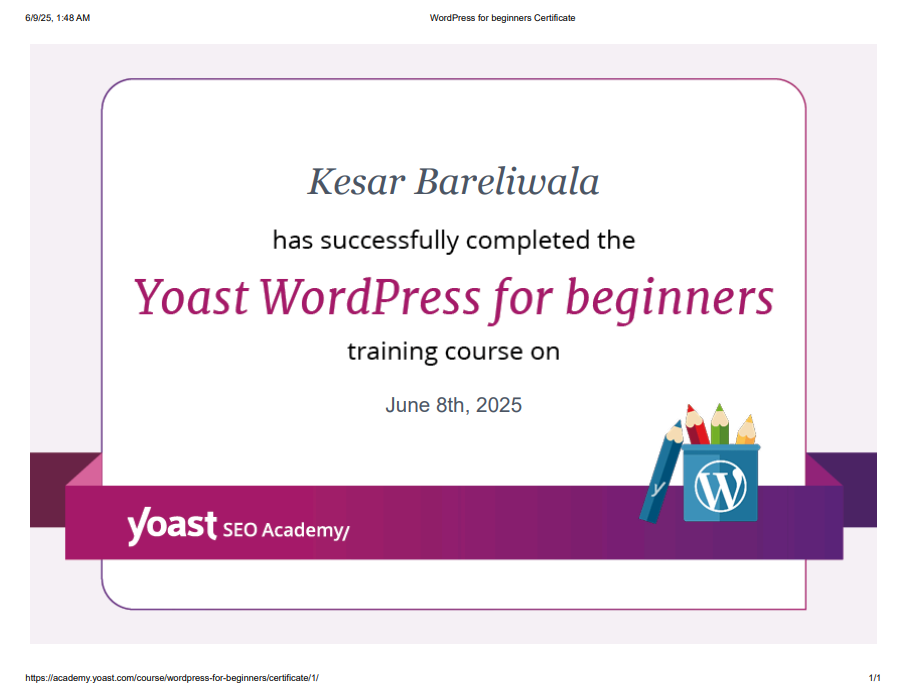 6/9/25, 1:48 AM WordPress for beginners Certificate
Kesar Bareliwala
has successfully completed the
Yoast WordPress for beginners
training course on
June 8th, 2025
y
W
yoast SEO Academy/
https://academy.yoast.com/course/wordpress-for-beginners/certificate/1/ 1/1